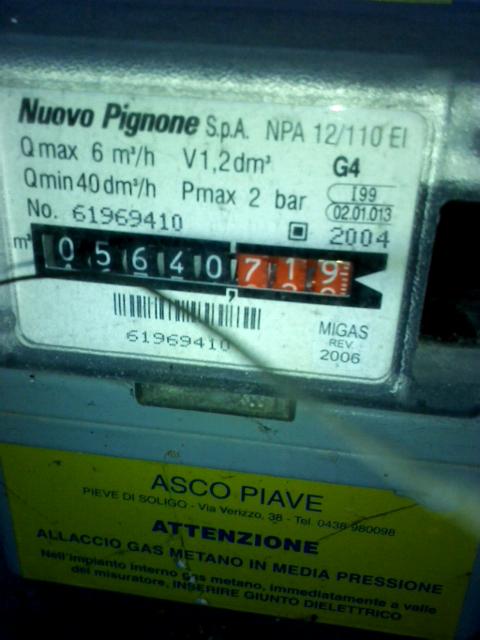 Nuovo Pignone S.p.A. NPA 12/110 EI
Qmax 6 m³/h V1,2dm³ G4
Qmin 40 dm³/h Pmax 2 bar I99
02.01.013
No. 61969410 2004
m³ 05640719
61969410
MIGAS
REV.
2006
ASCO PIAVE
PIEVE DI SOLIGO - Via Verizzo, 38 - Tel. 0438 980098
ATTENZIONE
ALLACCIO GAS METANO IN MEDIA PRESSIONE
Nell'impianto interno gas metano, immediatamente a valle
del misuratore, INSERIRE GIUNTO DIELETTRICO